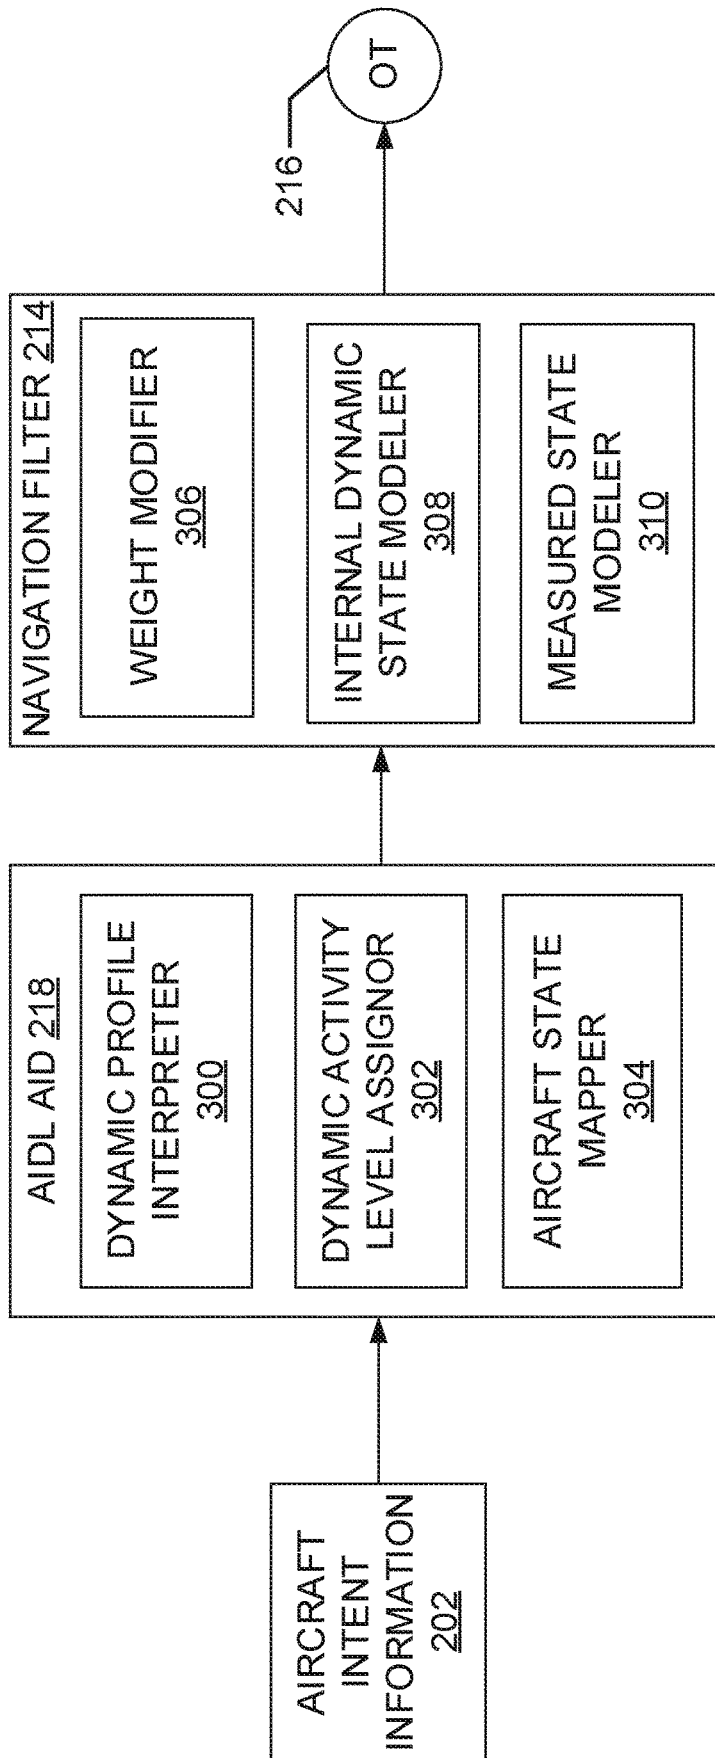 AIRCRAFT
INTENT
INFORMATION
202
AIDL AID 218
DYNAMIC PROFILE
INTERPRETER
300
DYNAMIC ACTIVITY
LEVEL ASSIGNOR
302
AIRCRAFT STATE
MAPPER
304
NAVIGATION FILTER 214
WEIGHT MODIFIER
306
INTERNAL DYNAMIC
STATE MODELER
308
MEASURED STATE
MODELER
310
216
OT